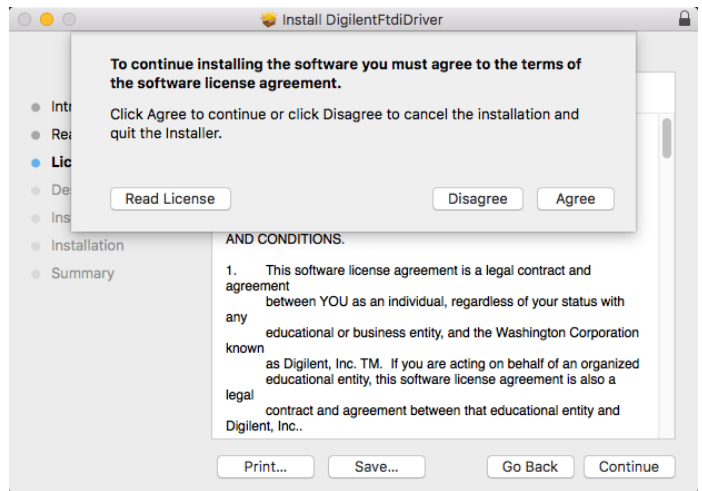 Install DigilentFtdiDriver
To continue installing the software you must agree to the terms of
the software license agreement.
Click Agree to continue or click Disagree to cancel the installation and
quit the Installer.
Read License
Disagree
Agree
Lic
De
Ins
Installation
Summary
AND CONDITIONS.
1. This software license agreement is a legal contract and
agreement
between YOU as an individual, regardless of your status with
any
educational or business entity, and the Washington Corporation
known
as Digilent, Inc. TM. If you are acting on behalf of an organized
educational entity, this software license agreement is also a
legal
contract and agreement between that educational entity and
Digilent, Inc..
Print...
Save...
Go Back
Continue